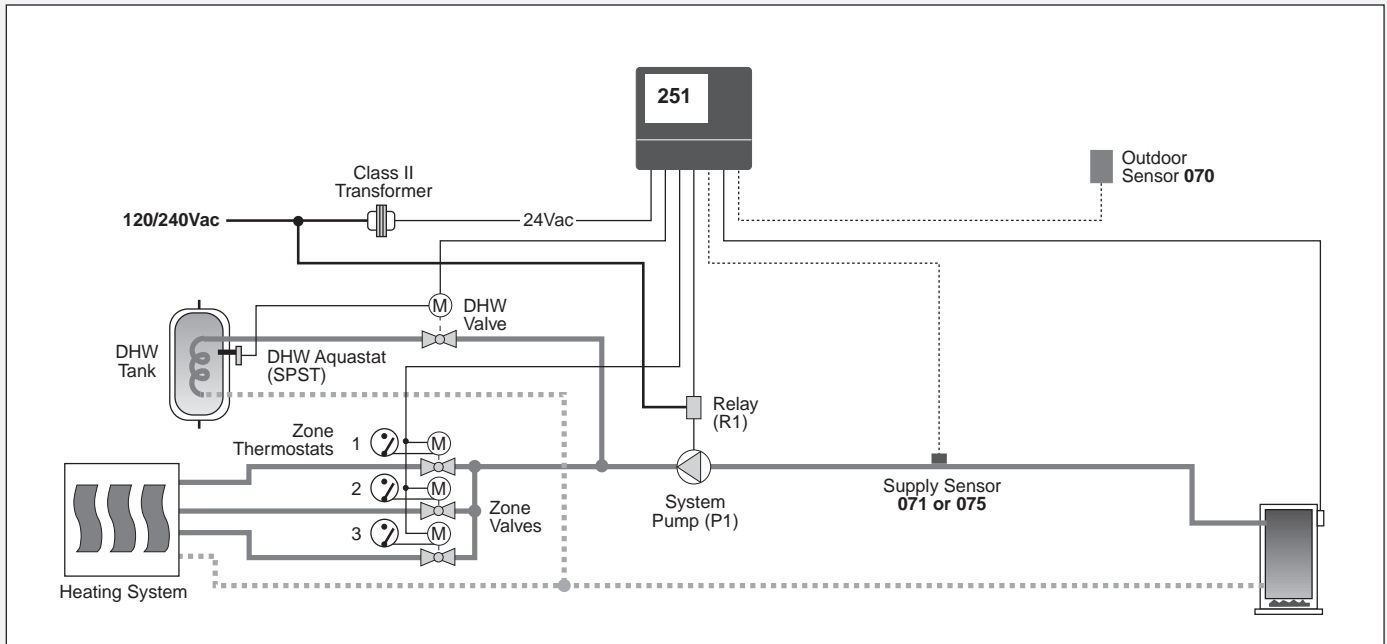 251
Outdoor
Sensor 070
Class II
Transformer
120/240Vac
24Vac
M
DHW
Valve
DHW
Tank
DHW Aquastat
(SPST)
Relay
(R1)
Zone
Thermostats
1
M
2
M
3
M
Zone
Valves
System
Pump (P1)
Supply Sensor
071 or 075
Heating System